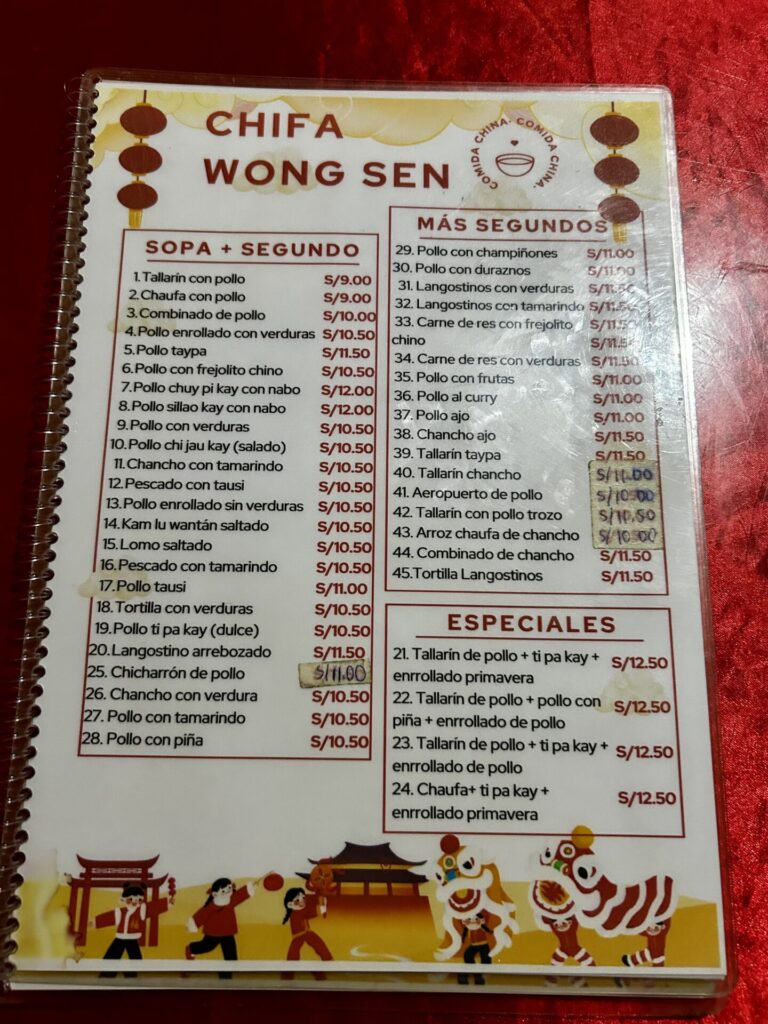 CHIFA
WONG SEN
COMIDA CHINA. COMIDA CHINA.
SOPA + SEGUNDO
1. Tallarín con pollo S/9.00
2. Chaufa con pollo S/9.00
3. Combinado de pollo S/10.00
4. Pollo enrollado con verduras S/10.50
5. Pollo taypa S/11.50
6. Pollo con frejolito chino S/10.50
7. Pollo chuy pi kay con nabo S/12.00
8. Pollo sillao kay con nabo S/12.00
9. Pollo con verduras S/10.50
10. Pollo chi jau kay (salado) S/10.50
11. Chancho con tamarindo S/10.50
12. Pescado con tausi S/10.50
13. Pollo enrollado sin verduras S/10.50
14. Kam lu wantán saltado S/10.50
15. Lomo saltado S/10.50
16. Pescado con tamarindo S/10.50
17. Pollo tausi S/11.00
18. Tortilla con verduras S/10.50
19. Pollo ti pa kay (dulce) S/10.50
20. Langostino arrebozado S/11.50
25. Chicharrón de pollo S/11.00
26. Chancho con verdura S/10.50
27. Pollo con tamarindo S/10.50
28. Pollo con piña S/10.50
MÁS SEGUNDOS
29. Pollo con champiñones S/11.00
30. Pollo con duraznos S/11.00
31. Langostinos con verduras S/11.50
32. Langostinos con tamarindo S/11.50
33. Carne de res con frejolito S/11.50
chino S/11.50
34. Carne de res con verduras S/11.50
35. Pollo con frutas S/11.00
36. Pollo al curry S/11.00
37. Pollo ajo S/11.00
38. Chancho ajo S/11.50
39. Tallarín taypa S/11.50
40. Tallarín chancho S/11.00
41. Aeropuerto de pollo S/10.00
42. Tallarín con pollo trozo S/10.50
43. Arroz chaufa de chancho S/10.00
44. Combinado de chancho S/11.50
45.Tortilla Langostinos S/11.50
ESPECIALES
21. Tallarín de pollo + ti pa kay + S/12.50
enrrollado primavera
22. Tallarín de pollo + pollo con S/12.50
piña + enrrollado de pollo
23. Tallarín de pollo + ti pa kay + S/12.50
enrrollado de pollo
24. Chaufa+ ti pa kay + S/12.50
enrrollado primavera